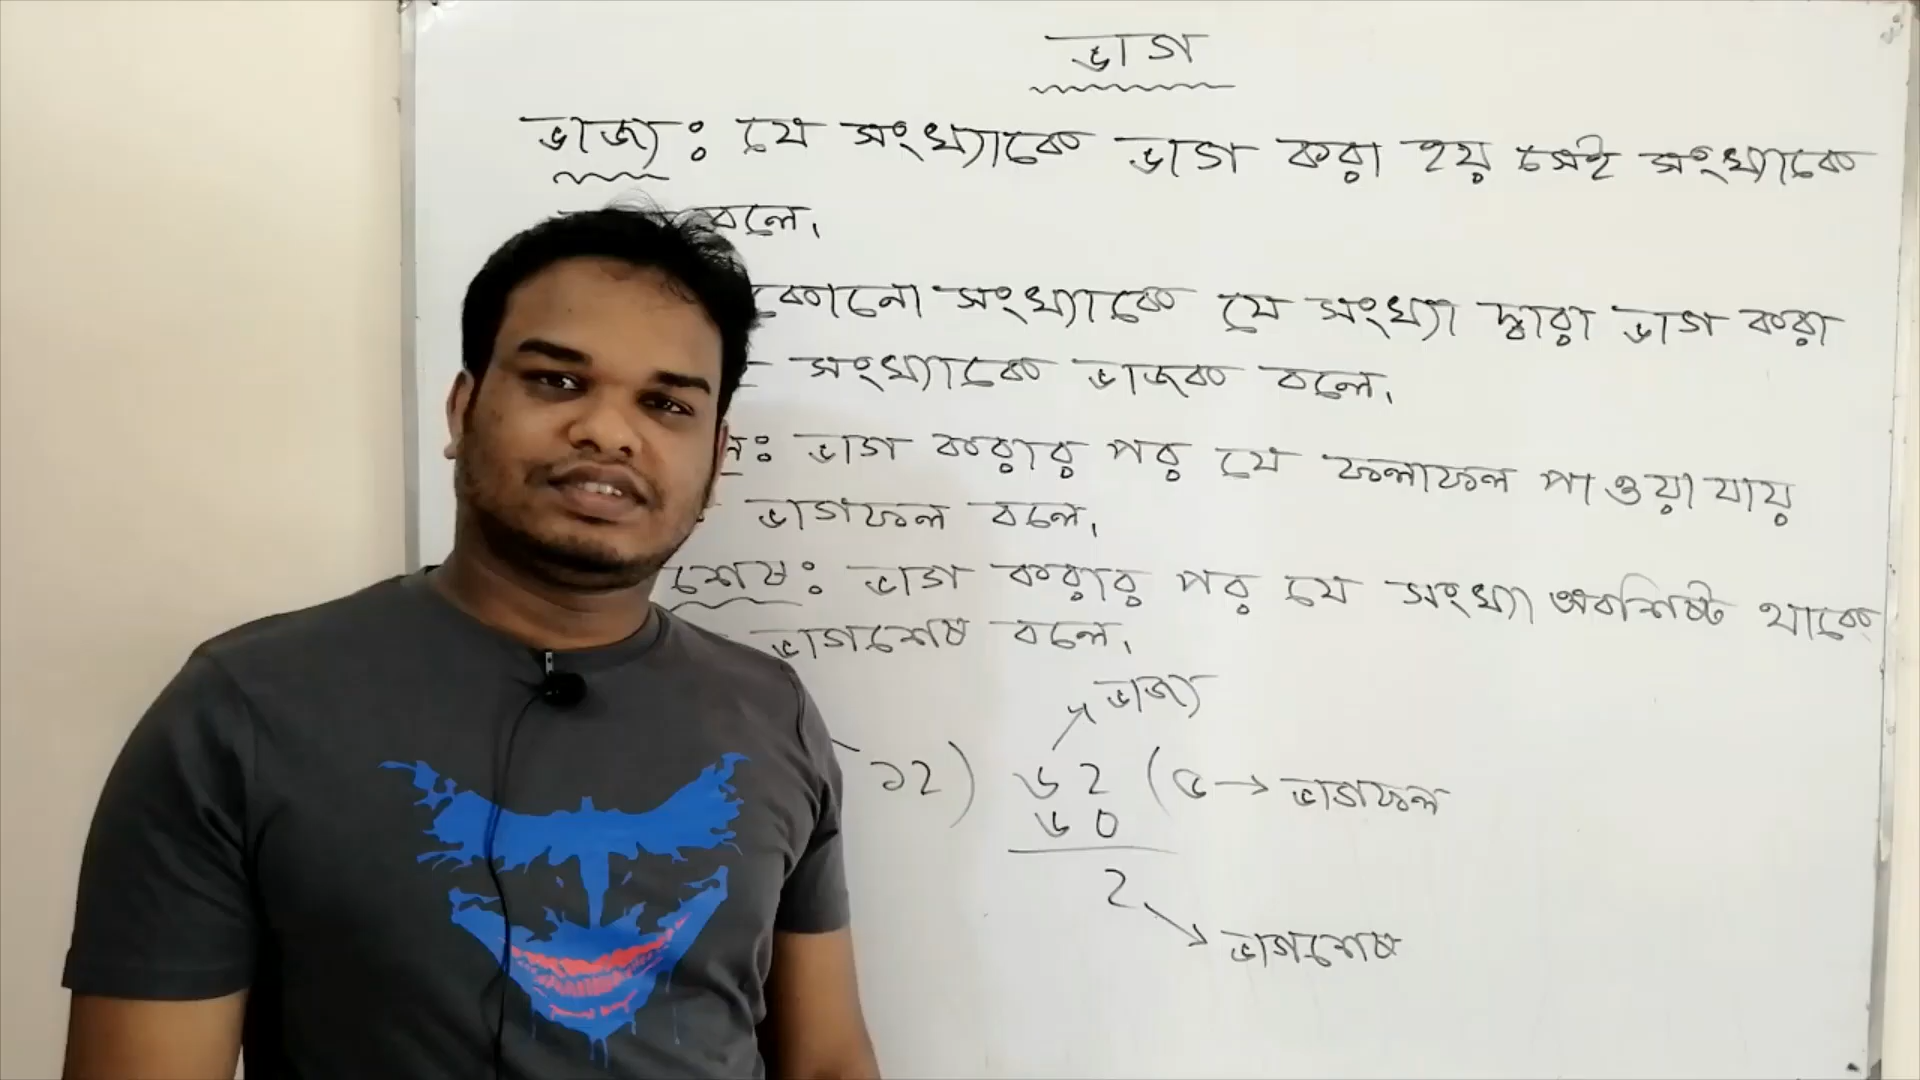 ভাগ
ভাজ্য: যে সংখ্যাকে ভাগ করা হয় সেই সংখ্যাকে
বলে।
কোনো সংখ্যাকে যে সংখ্যা দ্বারা ভাগ করা
সংখ্যাকে ভাজক বলে।
ভাগ করার পর যে ফলাফল পাওয়া যায়
ভাগফল বলে।
শেষ: ভাগ করার পর যে সংখ্যা অবশিষ্ট থাকে
ভাগশেষ বলে।
ভাজ্য
১২) ৬২ (৫ → ভাগফল
৬০
২
ভাগশেষ